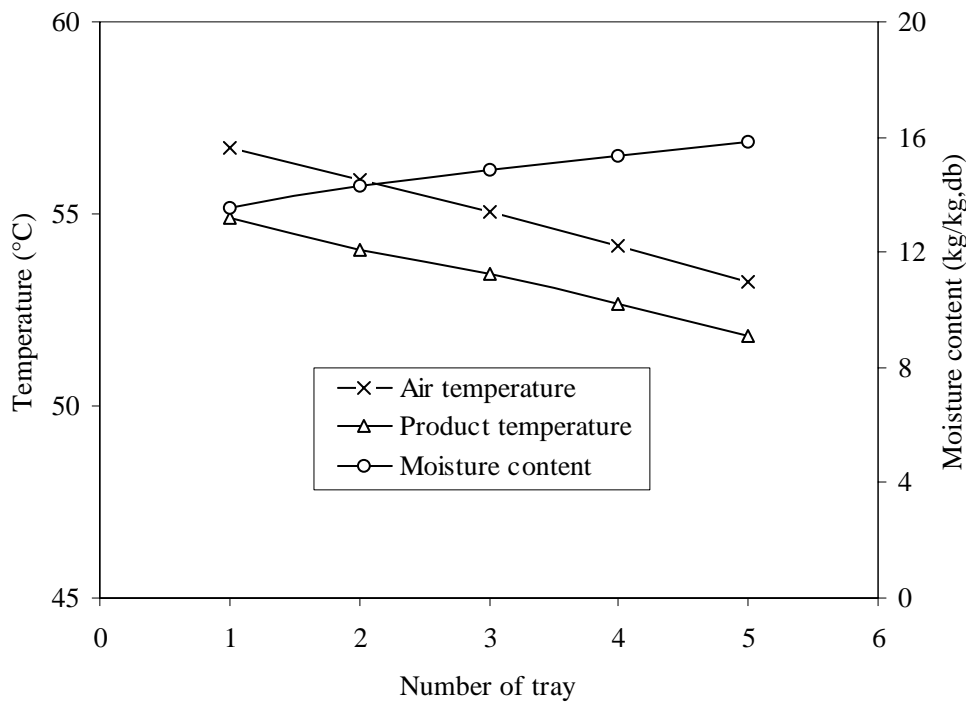 60
55
50
45
Temperature (°C)
20
16
12
8
4
0
Moisture content (kg/kg,db)
Air temperature
Product temperature
Moisture content
0 1 2 3 4 5 6
Number of tray